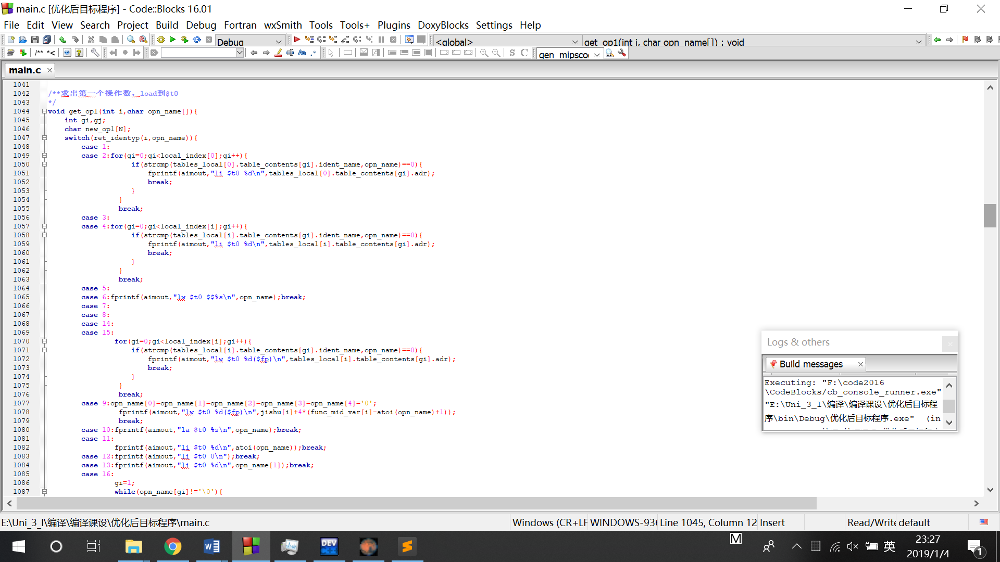 main.c [优化后目标程序] - Code::Blocks 16.01
File Edit View Search Project Build Debug Fortran wxSmith Tools Tools+ Plugins DoxyBlocks Settings Help
Debug <global> get_op1(int i, char opn_name[]) : void
/** *< S C gen_mipsco
main.c
1041
1042 /**求出第一个操作数，load到$t0
1043 */
1044 void get_op1(int i,char opn_name[]){
1045 int gi,gj;
1046 char new_op1[N];
1047 switch(ret_identyp(i,opn_name)){
1048 case 1:
1049 case 2:for(gi=0;gi<local_index[0];gi++){
1050 if(strcmp(tables_local[0].table_contents[gi].ident_name,opn_name)==0){
1051 fprintf(aimout,"li $t0 %d\n",tables_local[0].table_contents[gi].adr);
1052 break;
1053 }
1054 }
1055 break;
1056 case 3:
1057 case 4:for(gi=0;gi<local_index[i];gi++){
1058 if(strcmp(tables_local[i].table_contents[gi].ident_name,opn_name)==0){
1059 fprintf(aimout,"li $t0 %d\n",tables_local[i].table_contents[gi].adr);
1060 break;
1061 }
1062 }
1063 break;
1064 case 5:
1065 case 6:fprintf(aimout,"lw $t0 $$%s\n",opn_name);break;
1066 case 7:
1067 case 8:
1068 case 14:
1069 case 15:
1070 for(gi=0;gi<local_index[i];gi++){
1071 if(strcmp(tables_local[i].table_contents[gi].ident_name,opn_name)==0){
1072 fprintf(aimout,"lw $t0 %d($fp)\n",tables_local[i].table_contents[gi].adr);
1073 break;
1074 }
1075 }
1076 break;
1077 case 9:opn_name[0]=opn_name[1]=opn_name[2]=opn_name[3]=opn_name[4]='0';
1078 fprintf(aimout,"lw $t0 %d($fp)\n",jishu[i]+4*(func_mid_var[i]-atoi(opn_name)+1));
1079 break;
1080 case 10:fprintf(aimout,"la $t0 %s\n",opn_name);break;
1081 case 11:
1082 fprintf(aimout,"li $t0 %d\n",atoi(opn_name));break;
1083 case 12:fprintf(aimout,"li $t0 0\n");break;
1084 case 13:fprintf(aimout,"li $t0 %d\n",opn_name[1]);break;
1085 case 16:
1086 gi=1;
1087 while(opn_name[gi]!='\0'){
Logs & others
Build messages
Executing: "F:\code2016
\CodeBlocks/cb_console_runner.exe"
"E:\Uni_3_l\编译\编译课设\优化后目标程
序\bin\Debug\优化后目标程序.exe" (in
E:\Uni_3_l\编译\编译课设\优化后目标程序\main.c Windows (CR+LF WINDOWS-936 Line 1045, Column 12 Insert Read/Write default
DEV C++ M 英 23:27
2019/1/4 1